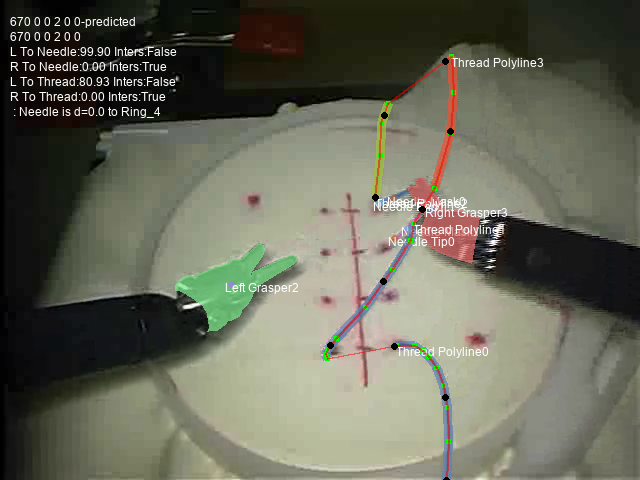 670 0 0 2 0 0-predicted
670 0 0 2 0 0
L To Needle:99.90 Inters:False
R To Needle:0.00 Inters:True
L To Thread:80.93 Inters:False
R To Thread:0.00 Inters:True
: Needle is d=0.0 to Ring_4
Thread Polyline3
Right Grasper3
Thread Polyline
Needle Tip0
Left Grasper2
Thread Polyline0